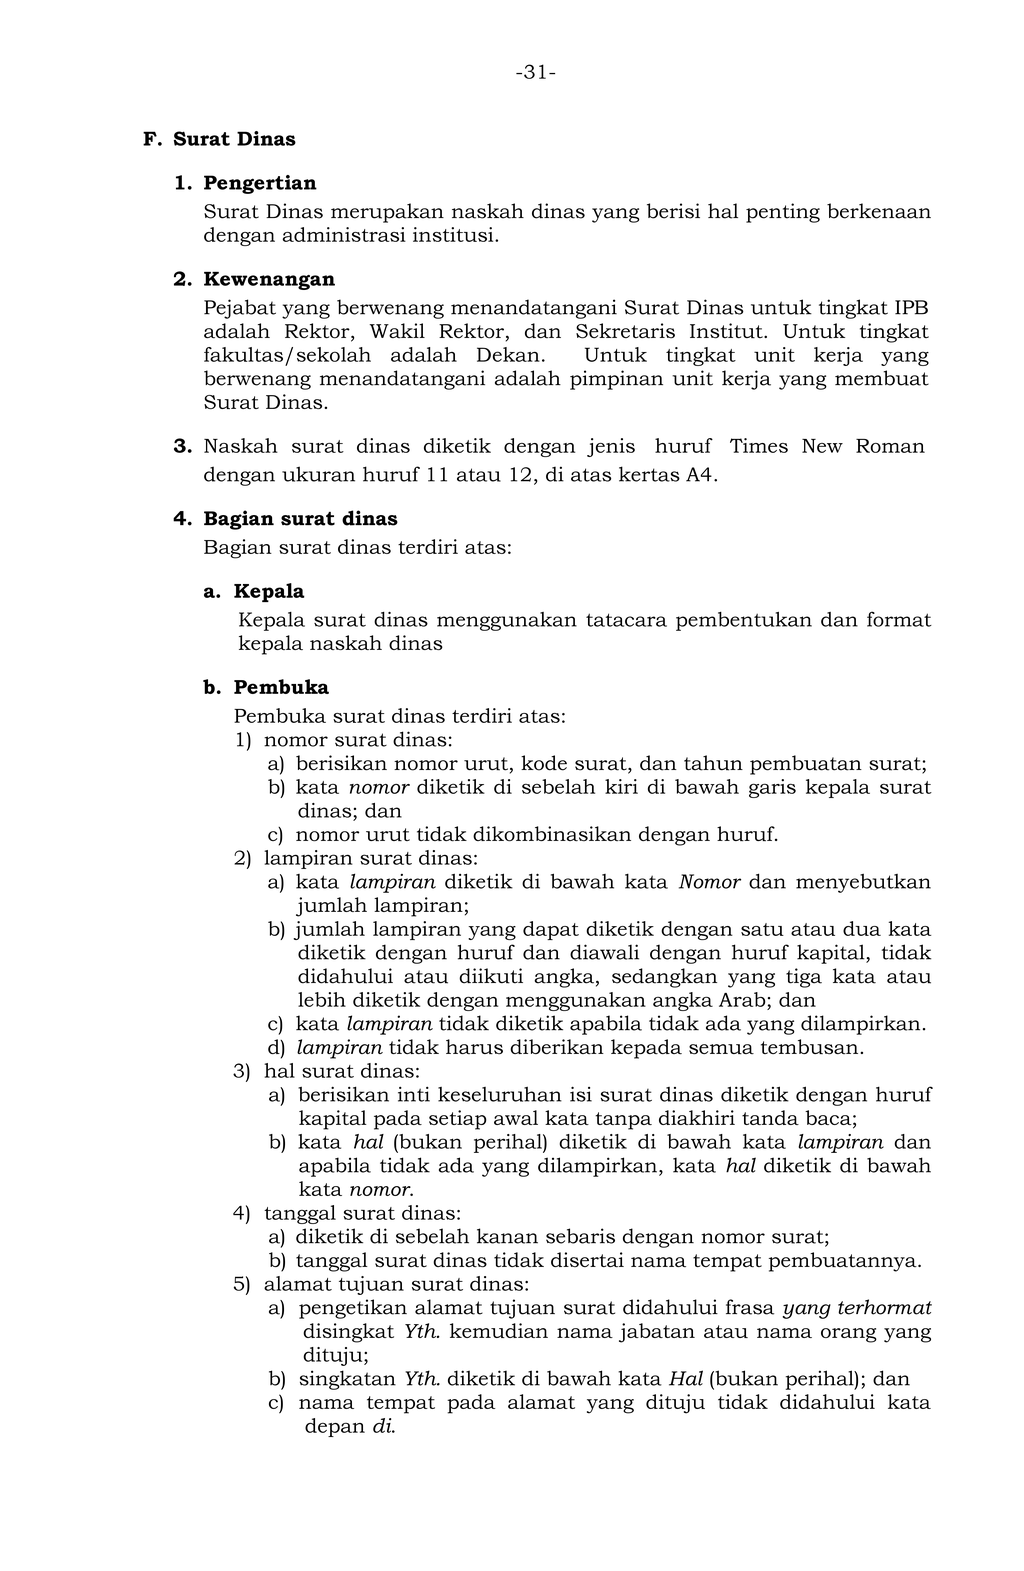 -31-
F. Surat Dinas
1. Pengertian
Surat Dinas merupakan naskah dinas yang berisi hal penting berkenaan
dengan administrasi institusi.
2. Kewenangan
Pejabat yang berwenang menandatangani Surat Dinas untuk tingkat IPB
adalah Rektor, Wakil Rektor, dan Sekretaris Institut. Untuk tingkat
fakultas/sekolah adalah Dekan. Untuk tingkat unit kerja yang
berwenang menandatangani adalah pimpinan unit kerja yang membuat
Surat Dinas.
3. Naskah surat dinas diketik dengan jenis huruf Times New Roman
dengan ukuran huruf 11 atau 12, di atas kertas A4.
4. Bagian surat dinas
Bagian surat dinas terdiri atas:
a. Kepala
Kepala surat dinas menggunakan tatacara pembentukan dan format
kepala naskah dinas
b. Pembuka
Pembuka surat dinas terdiri atas:
1) nomor surat dinas:
a) berisikan nomor urut, kode surat, dan tahun pembuatan surat;
b) kata nomor diketik di sebelah kiri di bawah garis kepala surat
dinas; dan
c) nomor urut tidak dikombinasikan dengan huruf.
2) lampiran surat dinas:
a) kata lampiran diketik di bawah kata Nomor dan menyebutkan
jumlah lampiran;
b) jumlah lampiran yang dapat diketik dengan satu atau dua kata
diketik dengan huruf dan diawali dengan huruf kapital, tidak
didahului atau diikuti angka, sedangkan yang tiga kata atau
lebih diketik dengan menggunakan angka Arab; dan
c) kata lampiran tidak diketik apabila tidak ada yang dilampirkan.
d) lampiran tidak harus diberikan kepada semua tembusan.
3) hal surat dinas:
a) berisikan inti keseluruhan isi surat dinas diketik dengan huruf
kapital pada setiap awal kata tanpa diakhiri tanda baca;
b) kata hal (bukan perihal) diketik di bawah kata lampiran dan
apabila tidak ada yang dilampirkan, kata hal diketik di bawah
kata nomor.
4) tanggal surat dinas:
a) diketik di sebelah kanan sebaris dengan nomor surat;
b) tanggal surat dinas tidak disertai nama tempat pembuatannya.
5) alamat tujuan surat dinas:
a) pengetikan alamat tujuan surat didahului frasa yang terhormat
disingkat Yth. kemudian nama jabatan atau nama orang yang
dituju;
b) singkatan Yth. diketik di bawah kata Hal (bukan perihal); dan
c) nama tempat pada alamat yang dituju tidak didahului kata
depan di.